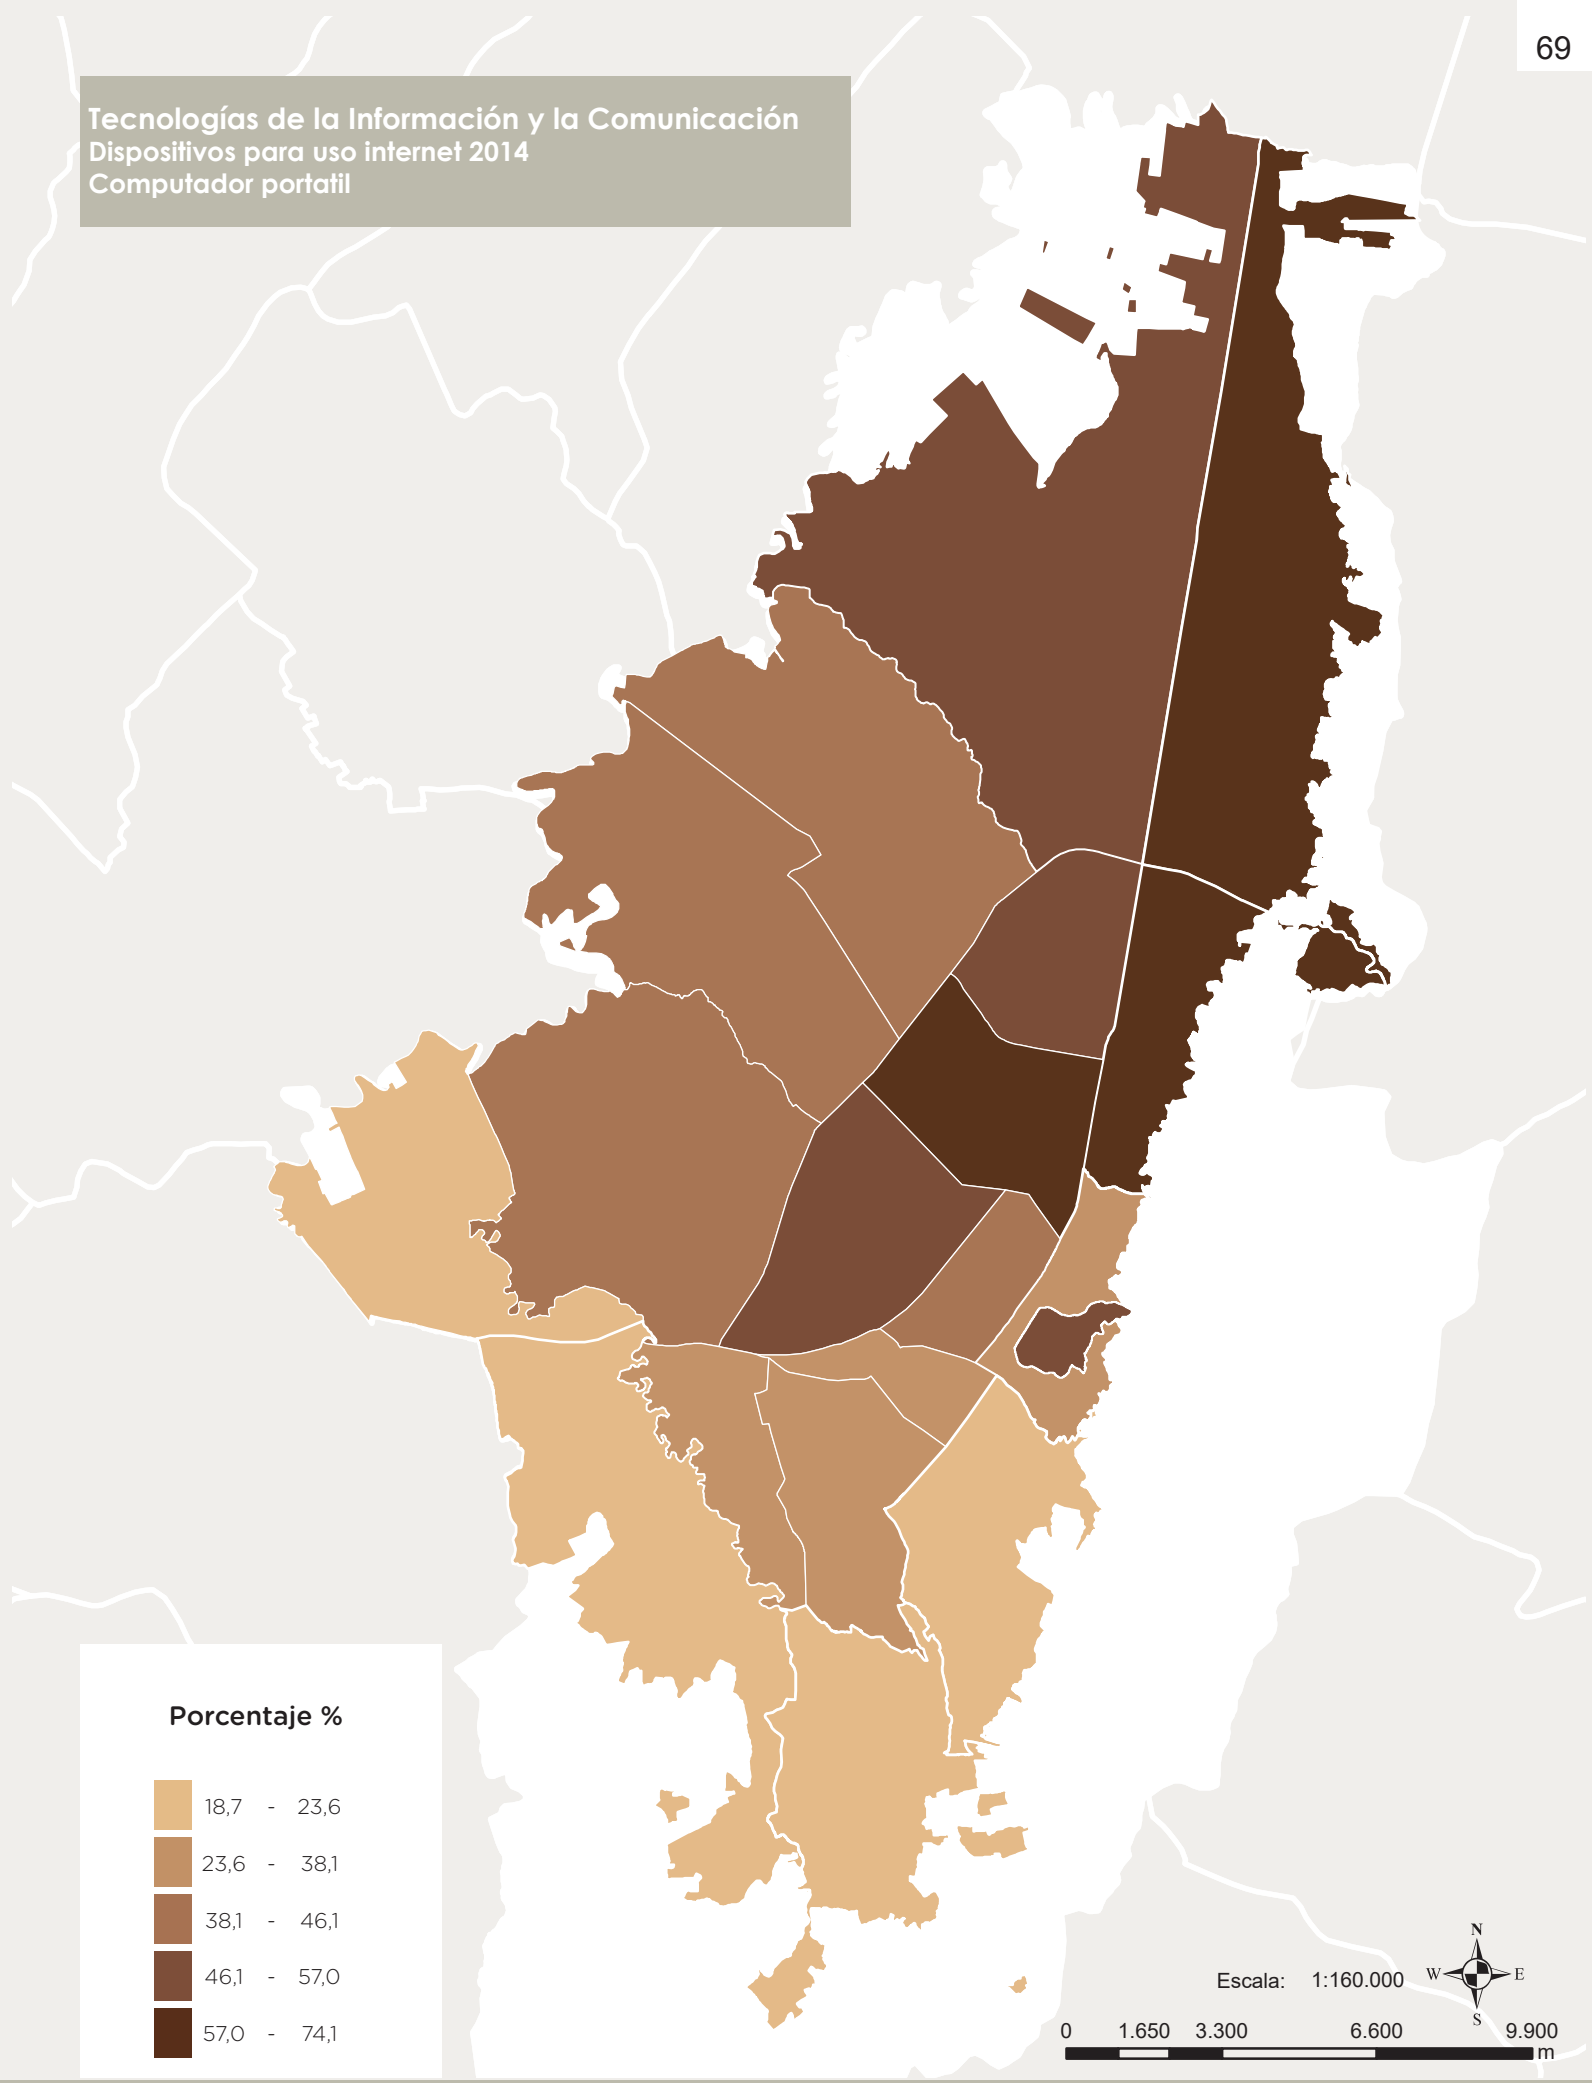 69
Tecnologías de la Información y la Comunicación
Dispositivos para uso internet 2014
Computador portatil
Porcentaje %
18,7 - 23,6
23,6 - 38,1
38,1 - 46,1
46,1 - 57,0
57,0 - 74,1
Escala: 1:160.000
N
W E
S
0 1.650 3.300 6.600 9.900
m